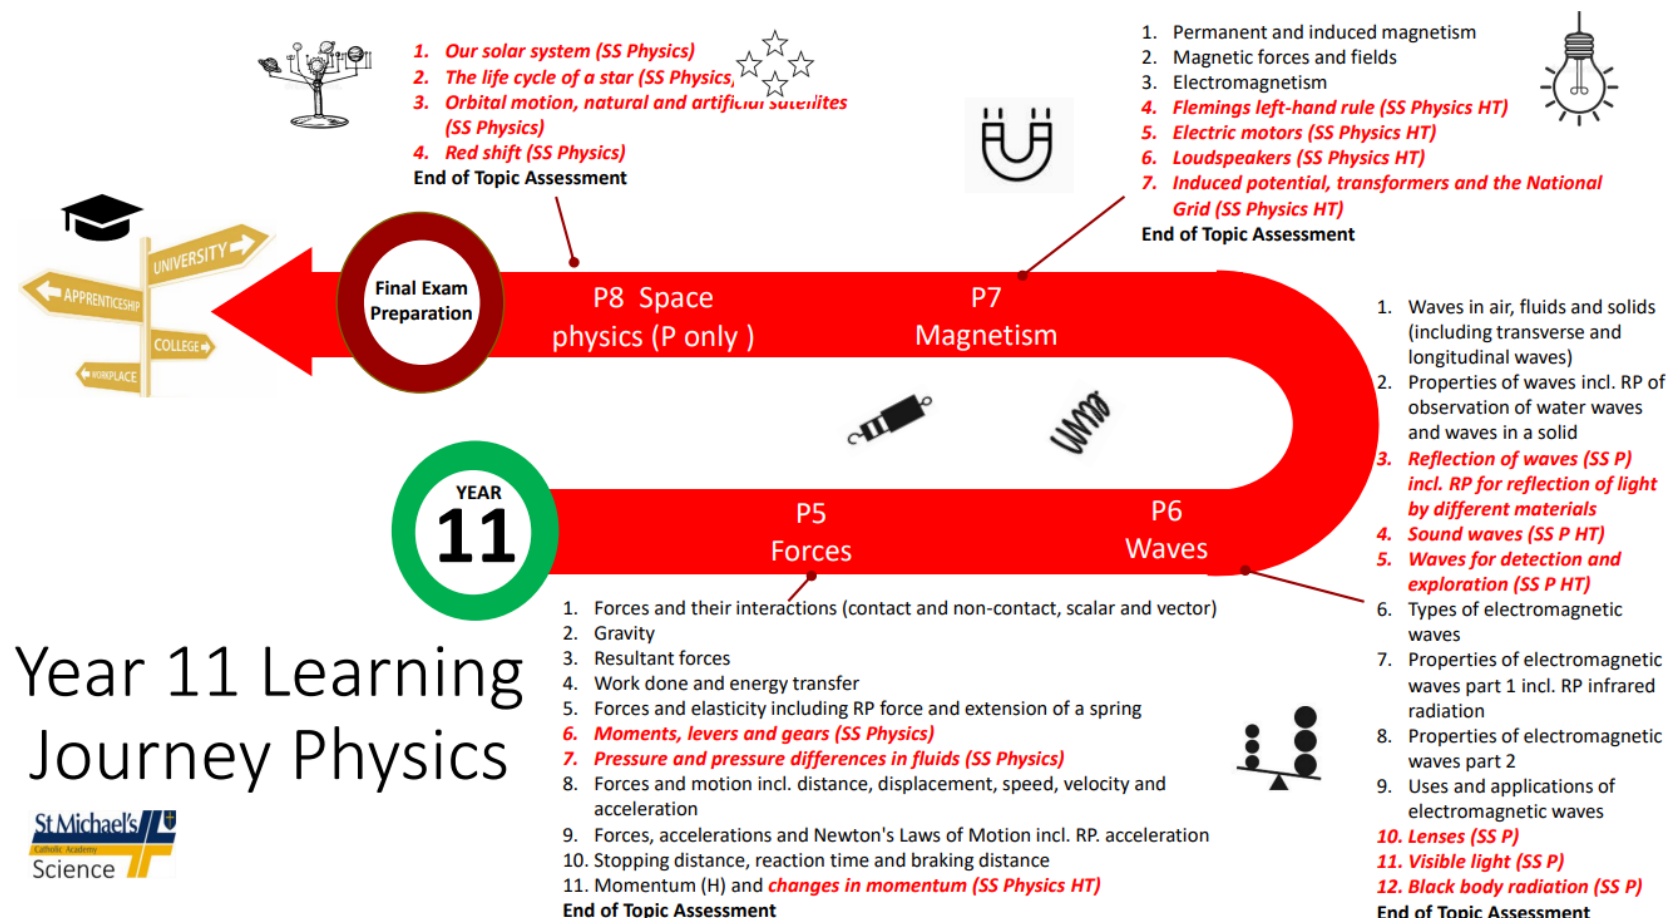 1. Our solar system (SS Physics)
2. The life cycle of a star (SS Physics)
3. Orbital motion, natural and artificial satellites
(SS Physics)
4. Red shift (SS Physics)
End of Topic Assessment
1. Permanent and induced magnetism
2. Magnetic forces and fields
3. Electromagnetism
4. Flemings left-hand rule (SS Physics HT)
5. Electric motors (SS Physics HT)
6. Loudspeakers (SS Physics HT)
7. Induced potential, transformers and the National
Grid (SS Physics HT)
End of Topic Assessment
UNIVERSITY
APPRENTICESHIP
COLLEGE
WORKPLACE
Final Exam
Preparation
P8 Space
physics (P only )
P7
Magnetism
1. Waves in air, fluids and solids
(including transverse and
longitudinal waves)
2. Properties of waves incl. RP of
observation of water waves
and waves in a solid
3. Reflection of waves (SS P)
incl. RP for reflection of light
by different materials
4. Sound waves (SS P HT)
5. Waves for detection and
exploration (SS P HT)
6. Types of electromagnetic
waves
7. Properties of electromagnetic
waves part 1 incl. RP infrared
radiation
8. Properties of electromagnetic
waves part 2
9. Uses and applications of
electromagnetic waves
10. Lenses (SS P)
11. Visible light (SS P)
12. Black body radiation (SS P)
End of Topic Assessment
YEAR
11
P5
Forces
P6
Waves
1. Forces and their interactions (contact and non-contact, scalar and vector)
2. Gravity
3. Resultant forces
4. Work done and energy transfer
5. Forces and elasticity including RP force and extension of a spring
6. Moments, levers and gears (SS Physics)
7. Pressure and pressure differences in fluids (SS Physics)
8. Forces and motion incl. distance, displacement, speed, velocity and
acceleration
9. Forces, accelerations and Newton's Laws of Motion incl. RP. acceleration
10. Stopping distance, reaction time and braking distance
11. Momentum (H) and changes in momentum (SS Physics HT)
End of Topic Assessment
Year 11 Learning
Journey Physics
St Michael's
Catholic Academy
Science